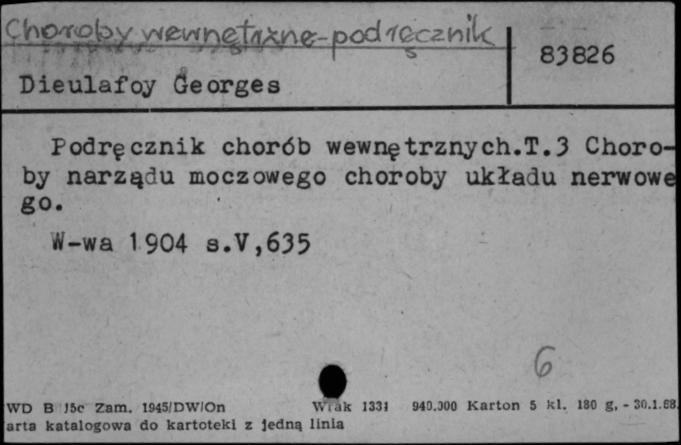 Choroby wewnętrzne-podręcznik
83826
Dieulafoy Georges
Podręcznik chorób wewnętrznych.T.3 Choro-
by narządu moczowego choroby układu nerwowe
go.
W-wa 1904 s.V,635
6
WD B j5c Zam. 1945/DW/On Wrak 1331 940.000 Karton 5 kl. 180 g. - 30.1.68.
arta katalogowa do kartoteki z jedną linia